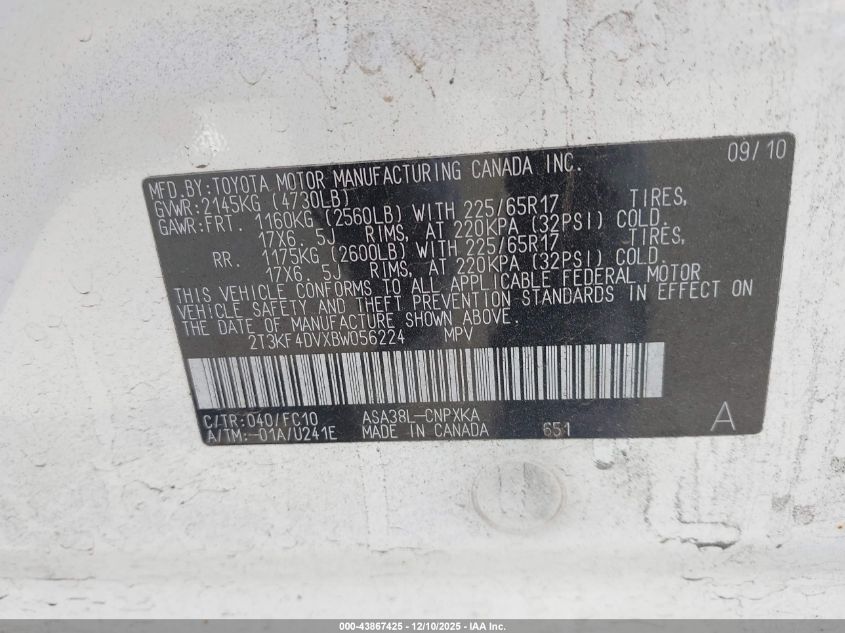 09/10
MFD.BY:TOYOTA MOTOR MANUFACTURING CANADA INC.
GVWR:2145KG (4730LB)
GAWR:FRT. 1160KG (2560LB) WITH 225/65R17 TIRES,
17X6. 5J RIMS, AT 220KPA (32PSI) COLD.
RR. 1175KG (2600LB) WITH 225/65R17 TIRES,
17X6. 5J RIMS, AT 220KPA (32PSI) COLD.
THIS VEHICLE CONFORMS TO ALL APPLICABLE FEDERAL MOTOR
VEHICLE SAFETY AND THEFT PREVENTION STANDARDS IN EFFECT ON
THE DATE OF MANUFACTURE SHOWN ABOVE.
2T3KF4DVXBW056224 MPV
C/TR:040/FC10 ASA38L-CNPXKA
A/TM:-01A/U241E MADE IN CANADA 651 A
000-43867425 - 12/10/2025 - IAA Inc.